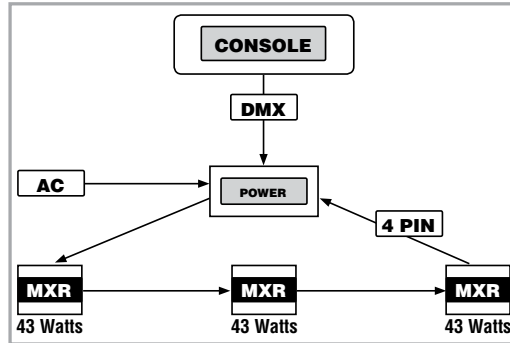 CONSOLE
DMX
AC
POWER
4 PIN
MXR
MXR
MXR
43 Watts
43 Watts
43 Watts